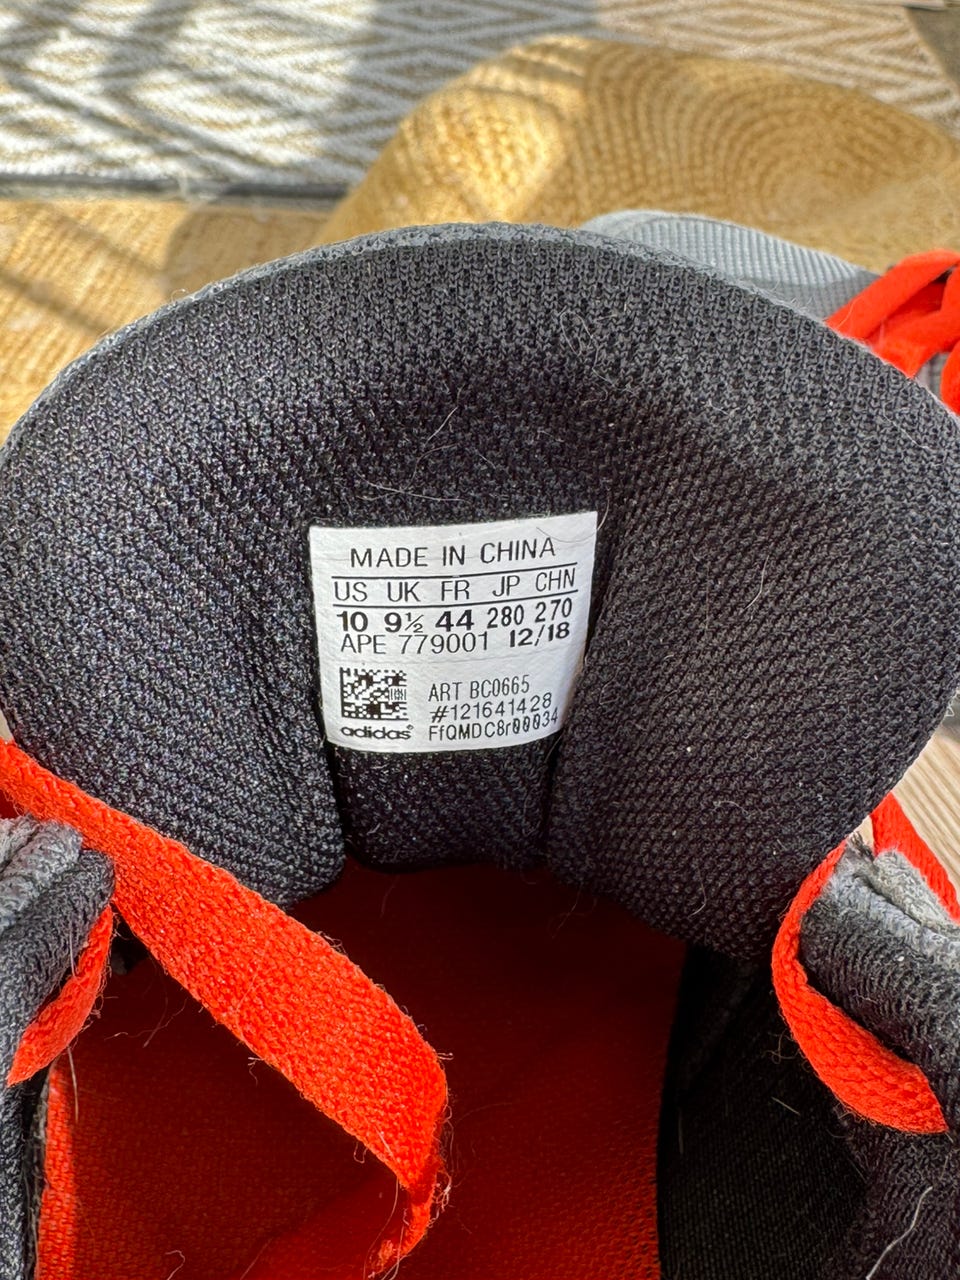 MADE IN CHINA
US UK FR JP CHN
10 9½ 44 280 270
APE 779001 12/18
ART BC0665
#121641428
adidas® FfQMDC8r00034